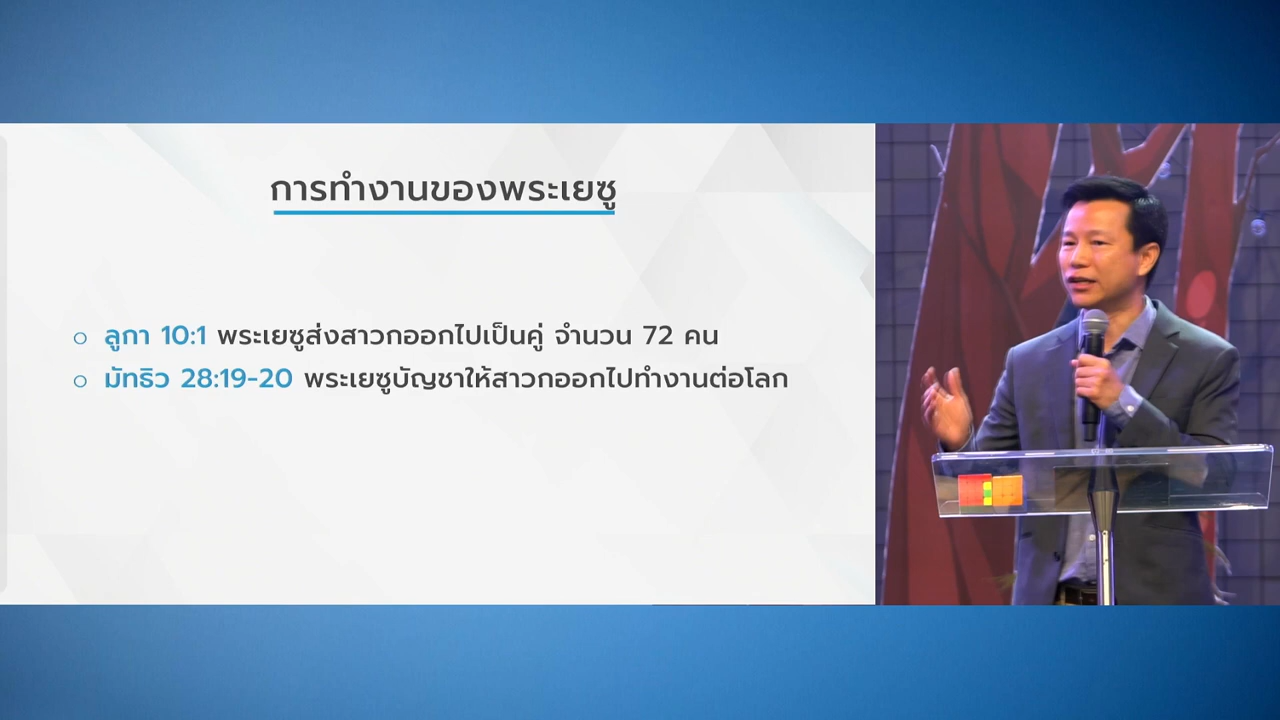 การทำงานของพระเยซู
ลูกา 10:1 พระเยซูส่งสาวกออกไปเป็นคู่ จำนวน 72 คน
มัทธิว 28:19-20 พระเยซูบัญชาให้สาวกออกไปทำงานต่อโลก